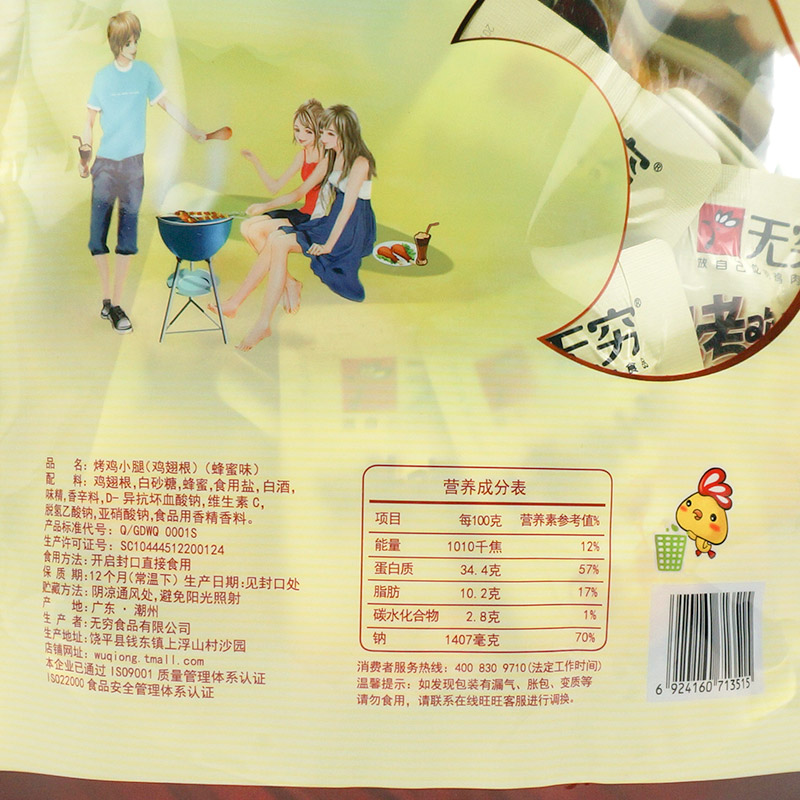 穷®
无穷
做自己 鸡肉
无穷®
烤鸡
品 名: 烤鸡小腿(鸡翅根)(蜂蜜味)
配 料: 鸡翅根,白砂糖,蜂蜜,食用盐,白酒,
味精,香辛料,D-异抗坏血酸钠,维生素C,
脱氢乙酸钠,亚硝酸钠,食品用香精香料。
产品标准代号: Q/GDWQ 0001S
生产许可证号: SC10444512200124
食用方法: 开启封口直接食用
保 质 期: 12个月(常温下) 生产日期:见封口处
贮藏方法: 阴凉通风处,避免阳光照射
产 地: 广东·潮州
生 产 者: 无穷食品有限公司
生产地址: 饶平县钱东镇上浮山村沙园
店铺网址: wuqiong.tmall.com
本企业已通过 ISO9001 质量管理体系认证
ISO22000 食品安全管理体系认证
营养成分表
项目 每100克 营养素参考值%
能量 1010千焦 12%
蛋白质 34.4克 57%
脂肪 10.2克 17%
碳水化合物 2.8克 1%
钠 1407毫克 70%
消费者服务热线: 400 830 9710(法定工作时间)
温馨提示: 如发现包装有漏气、胀包、变质等
请勿食用, 请联系在线旺旺客服进行调换。
6 924160 713515